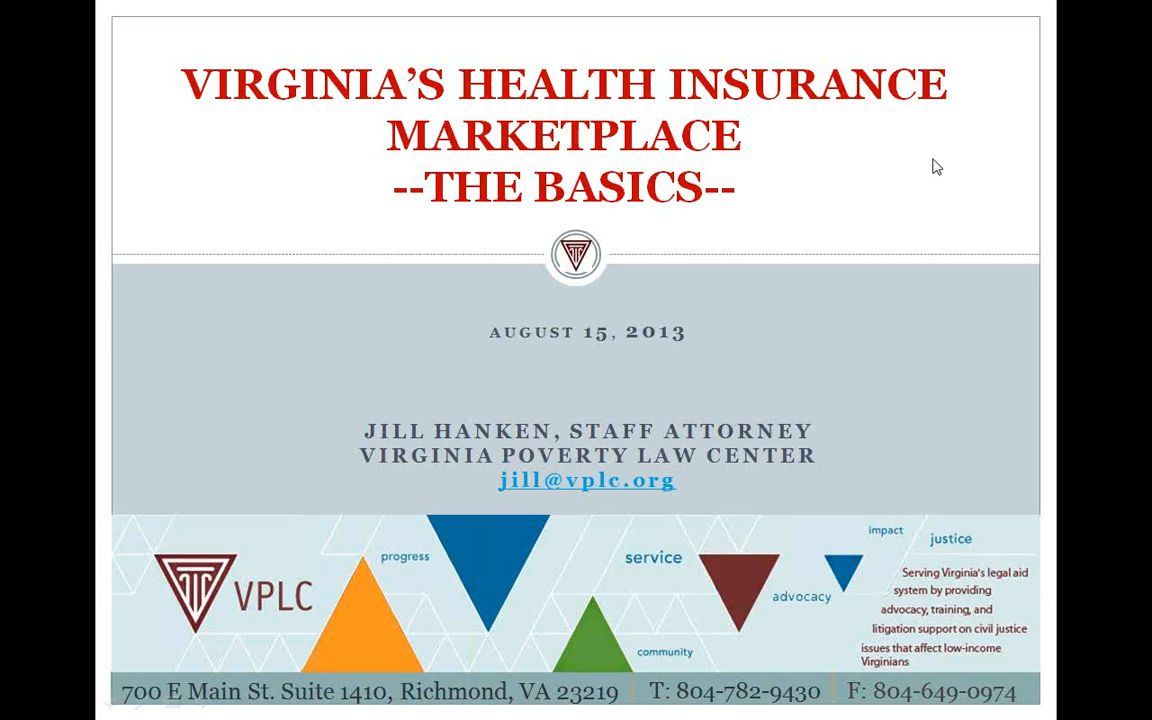 VIRGINIA’S HEALTH INSURANCE
MARKETPLACE
--THE BASICS--
AUGUST 15, 2013
JILL HANKEN, STAFF ATTORNEY
VIRGINIA POVERTY LAW CENTER
jill@vplc.org
VPLC
progress
service
community
advocacy
impact
justice
Serving Virginia's legal aid
system by providing
advocacy, training, and
litigation support on civil justice
issues that affect low-income
Virginians
700 E Main St. Suite 1410, Richmond, VA 23219 T: 804-782-9430 F: 804-649-0974